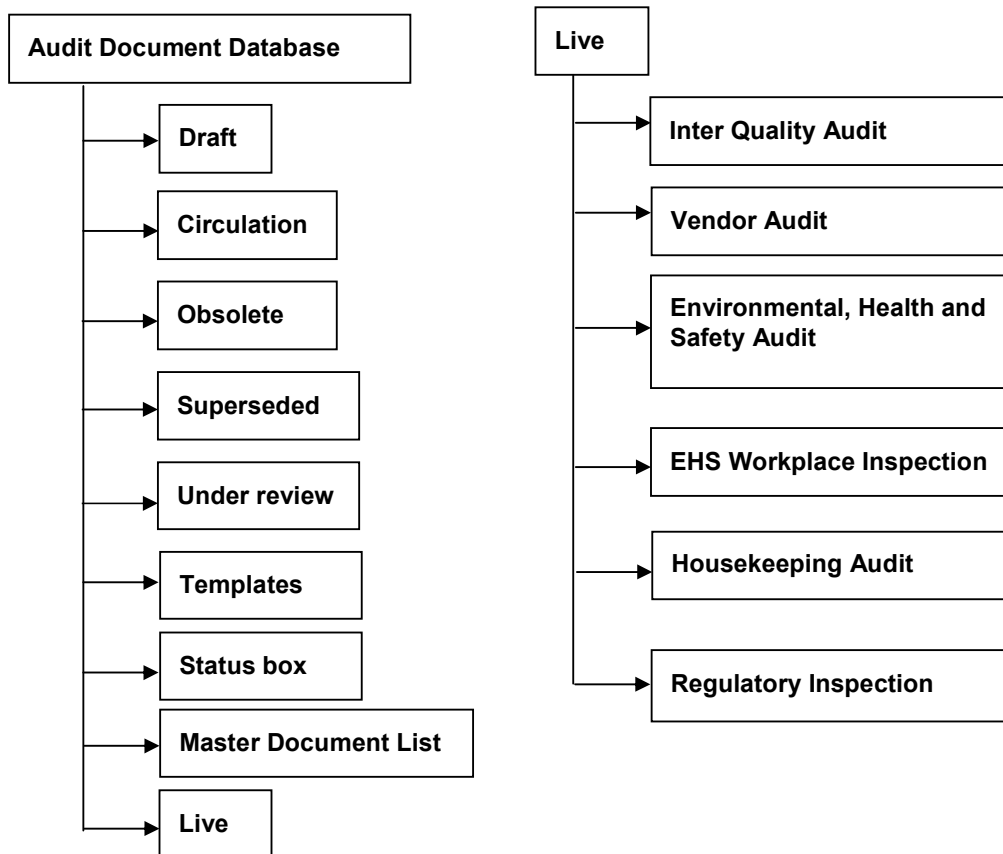 Audit Document Database
Draft
Circulation
Obsolete
Superseded
Under review
Templates
Status box
Master Document List
Live
Live
Inter Quality Audit
Vendor Audit
Environmental, Health and
Safety Audit
EHS Workplace Inspection
Housekeeping Audit
Regulatory Inspection